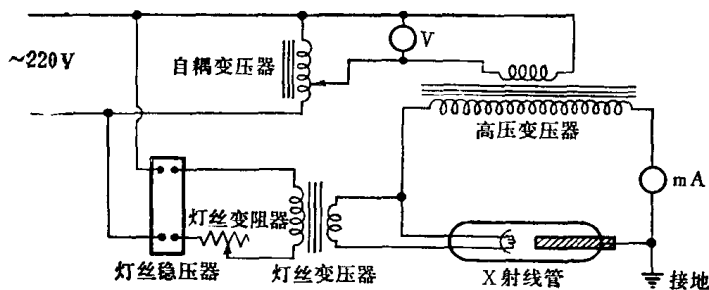 ~220V
自耦变压器
V
高压变压器
mA
灯丝变阻器
灯丝稳压器
灯丝变压器
X射线管
接地